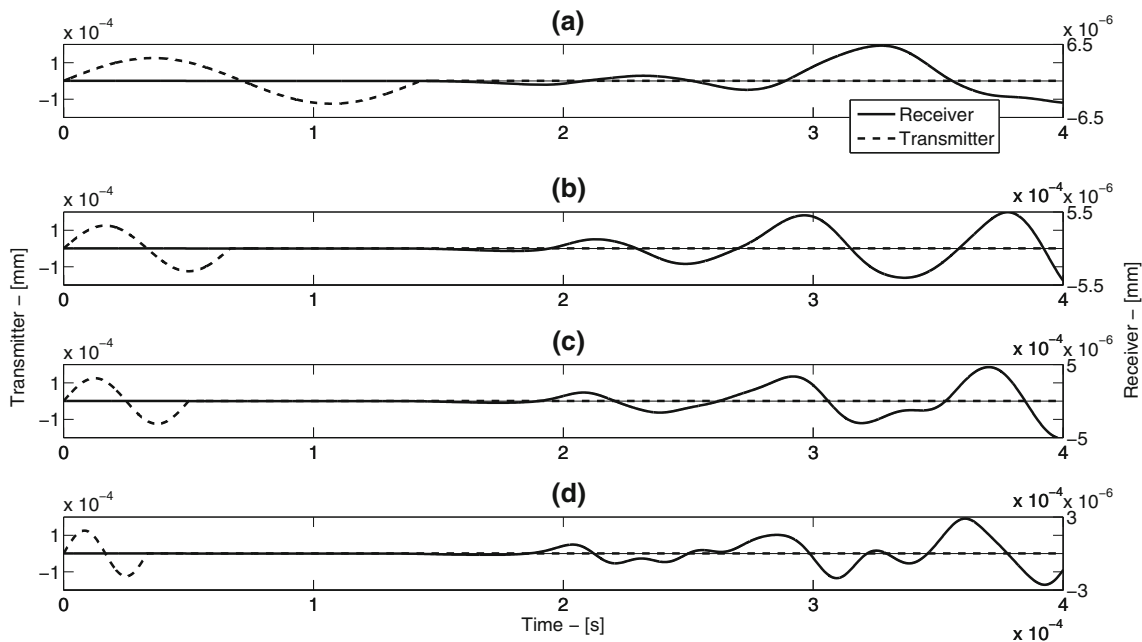 (a)
x 10⁻⁴
x 10⁻⁶
1
−1
6.5
−6.5
0 1 2 3 4
Receiver
Transmitter
(b)
x 10⁻⁴
x 10⁻⁴ x 10⁻⁶
1
−1
5.5
−5.5
0 1 2 3 4
Transmitter − [mm]
Receiver − [mm]
(c)
x 10⁻⁴
x 10⁻⁴ x 10⁻⁶
1
−1
5
−5
0 1 2 3 4
(d)
x 10⁻⁴
x 10⁻⁴ x 10⁻⁶
1
−1
3
−3
0 1 2 3 4
Time − [s]
x 10⁻⁴